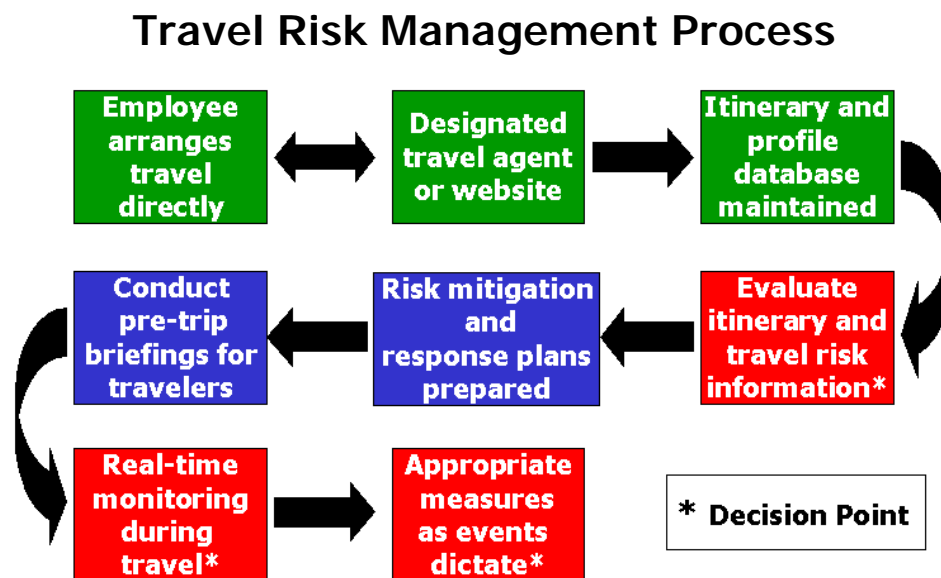 Travel Risk Management Process
Employee
arranges
travel
directly
Designated
travel agent
or website
Itinerary and
profile
database
maintained
Conduct
pre-trip
briefings for
travelers
Risk mitigation
and
response plans
prepared
Evaluate
itinerary and
travel risk
information*
Real-time
monitoring
during
travel*
Appropriate
measures
as events
dictate*
* Decision Point